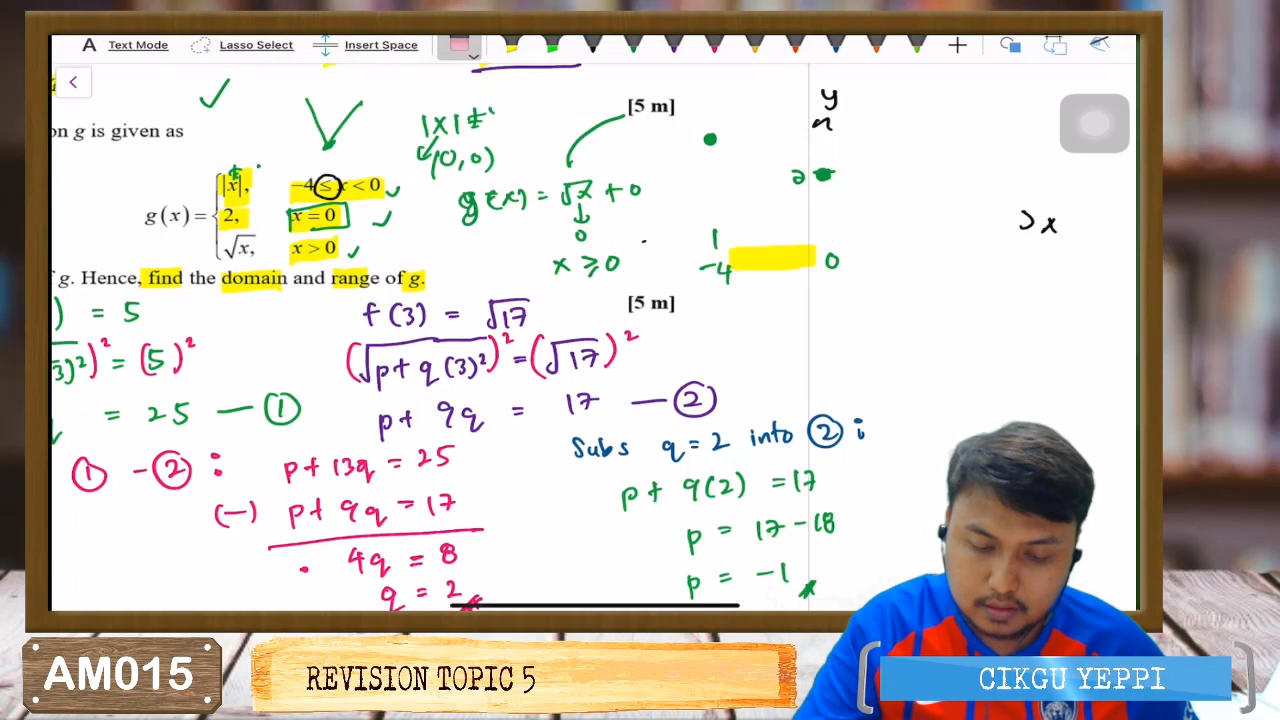 A Text Mode Lasso Select Insert Space
on g is given as
[5 m]
y
|x| ±
(0, 0)
2
g(x) = { |x|, -4 ≤ x < 0
2, x = 0
√x, x > 0
g(x) = √x + 0
0
x ≥ 0
1
-4
0
x
f g. Hence, find the domain and range of g.
[5 m]
) = 5
3)²)² = (5)²
= 25 — ①
f(3) = √17
(√p + q(3)²)² = (√17)²
p + 9q = 17 — ②
① - ② :
p + 13q = 25
(-) p + 9q = 17
4q = 8
q = 2
Subs q = 2 into ② :
p + 9(2) = 17
p = 17 - 18
p = -1
AM015
REVISION TOPIC 5
CIKGU YEPPI